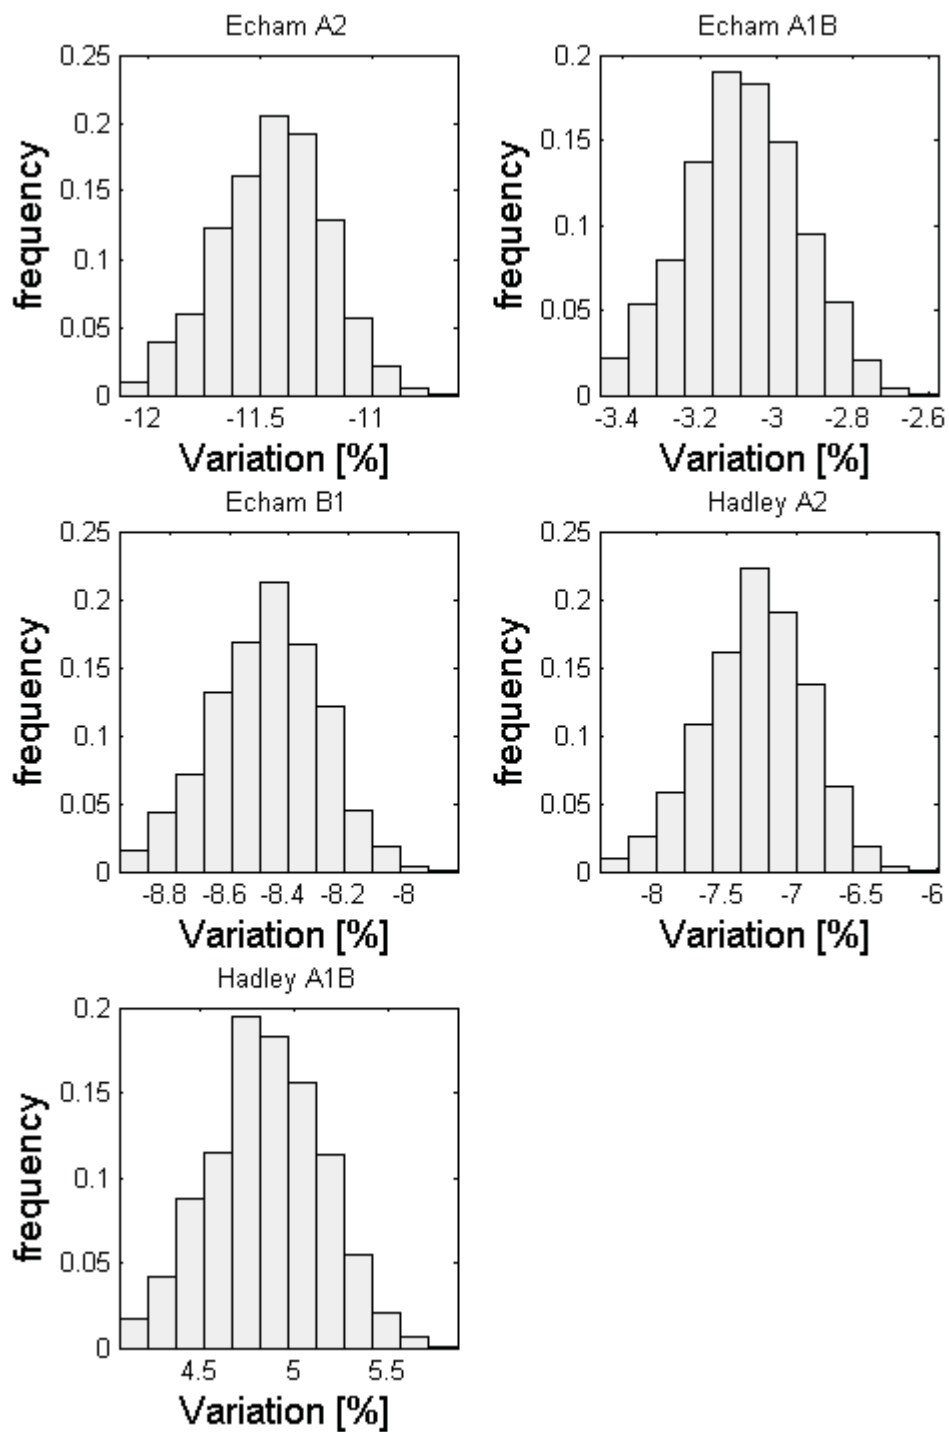 Echam A2
0.25
0.2
0.15
0.1
0.05
0
frequency
-12 -11.5 -11
Variation [%]
Echam A1B
0.2
0.15
0.1
0.05
0
frequency
-3.4 -3.2 -3 -2.8 -2.6
Variation [%]
Echam B1
0.25
0.2
0.15
0.1
0.05
0
frequency
-8.8 -8.6 -8.4 -8.2 -8
Variation [%]
Hadley A2
0.25
0.2
0.15
0.1
0.05
0
frequency
-8 -7.5 -7 -6.5 -6
Variation [%]
Hadley A1B
0.2
0.15
0.1
0.05
0
frequency
4.5 5 5.5
Variation [%]